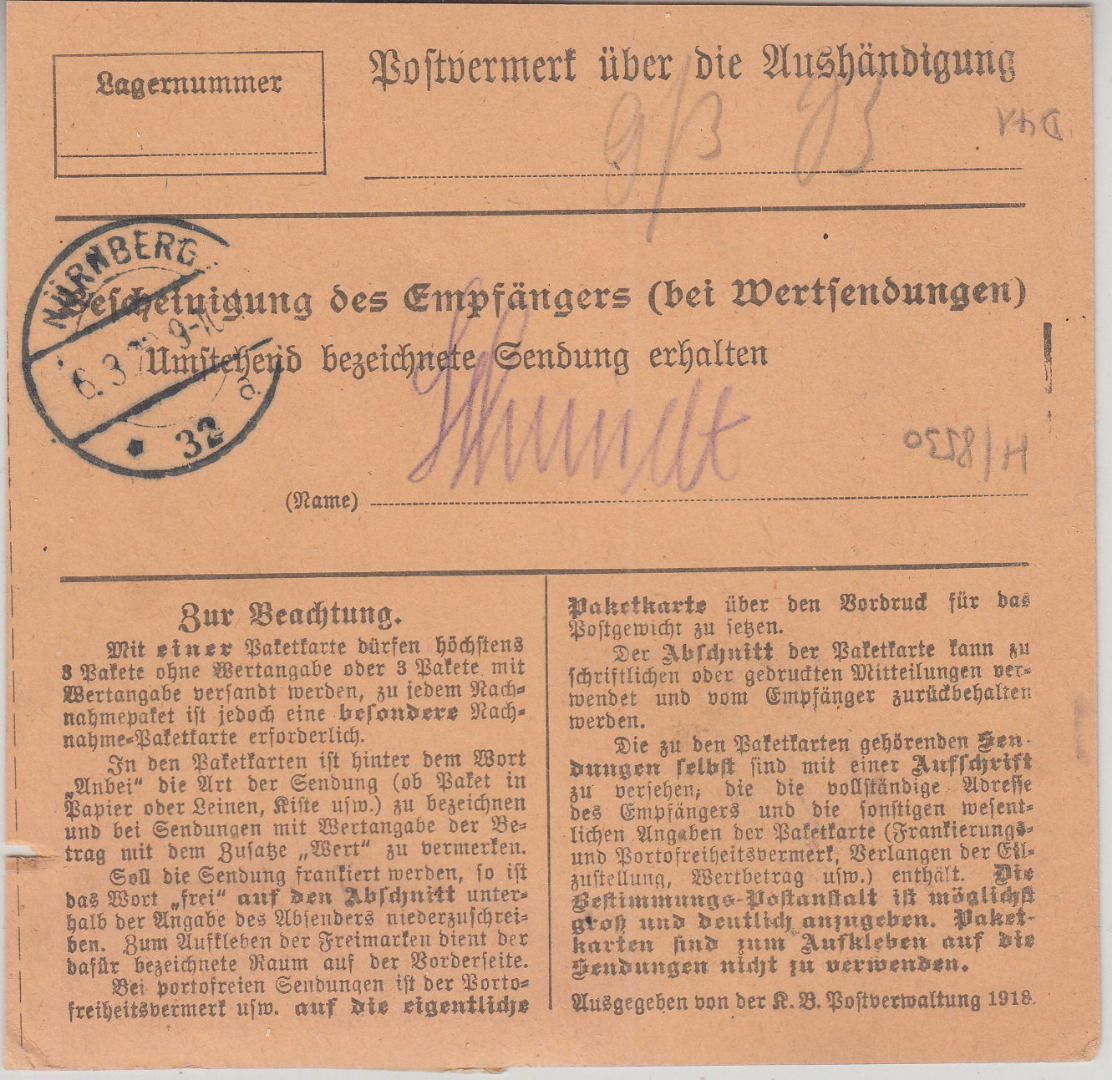 Lagernummer
Postvermerk über die Aushändigung
9/3 83
D 41
NÜRNBERG
6.3. 9-10
32
d
Bescheinigung des Empfängers (bei Wertsendungen)
Umstehend bezeichnete Sendung erhalten
Schmidt
H/8530
(Name)
Zur Beachtung.
Mit einer Paketkarte dürfen höchstens
3 Pakete ohne Wertangabe oder 3 Pakete mit
Wertangabe versandt werden, zu jedem Nach-
nahmepaket ist jedoch eine besondere Nach-
nahme-Paketkarte erforderlich.
In den Paketkarten ist hinter dem Wort
„Anbei“ die Art der Sendung (ob Paket in
Papier oder Leinen, Kiste usw.) zu bezeichnen
und bei Sendungen mit Wertangabe der Be-
trag mit dem Zusatze „Wert“ zu vermerken.
Soll die Sendung frankiert werden, so ist
das Wort „frei“ auf den Abschnitt unter-
halb der Angabe des Absenders niederzuschrei-
ben. Zum Aufkleben der Freimarken dient der
dafür bezeichnete Raum auf der Vorderseite.
Bei portofreien Sendungen ist der Porto-
freiheitsvermerk usw. auf die eigentliche
Paketkarte über den Vordruck für das
Postgewicht zu setzen.
Der Abschnitt der Paketkarte kann zu
schriftlichen oder gedruckten Mitteilungen ver-
wendet und vom Empfänger zurückbehalten
werden.
Die zu den Paketkarten gehörenden Sen-
dungen selbst sind mit einer Aufschrift
zu versehen, die die vollständige Adresse
des Empfängers und die sonstigen wesent-
lichen Angaben der Paketkarte (Frankierungs-
und Portofreiheitsvermerk, Verlangen der Eil-
zustellung, Wertbetrag usw.) enthält. Die
Bestimmungs-Postanstalt ist möglichst
groß und deutlich anzugeben. Paket-
karten sind zum Aufkleben auf die
Sendungen nicht zu verwenden.
Ausgegeben von der K. B. Postverwaltung 1918